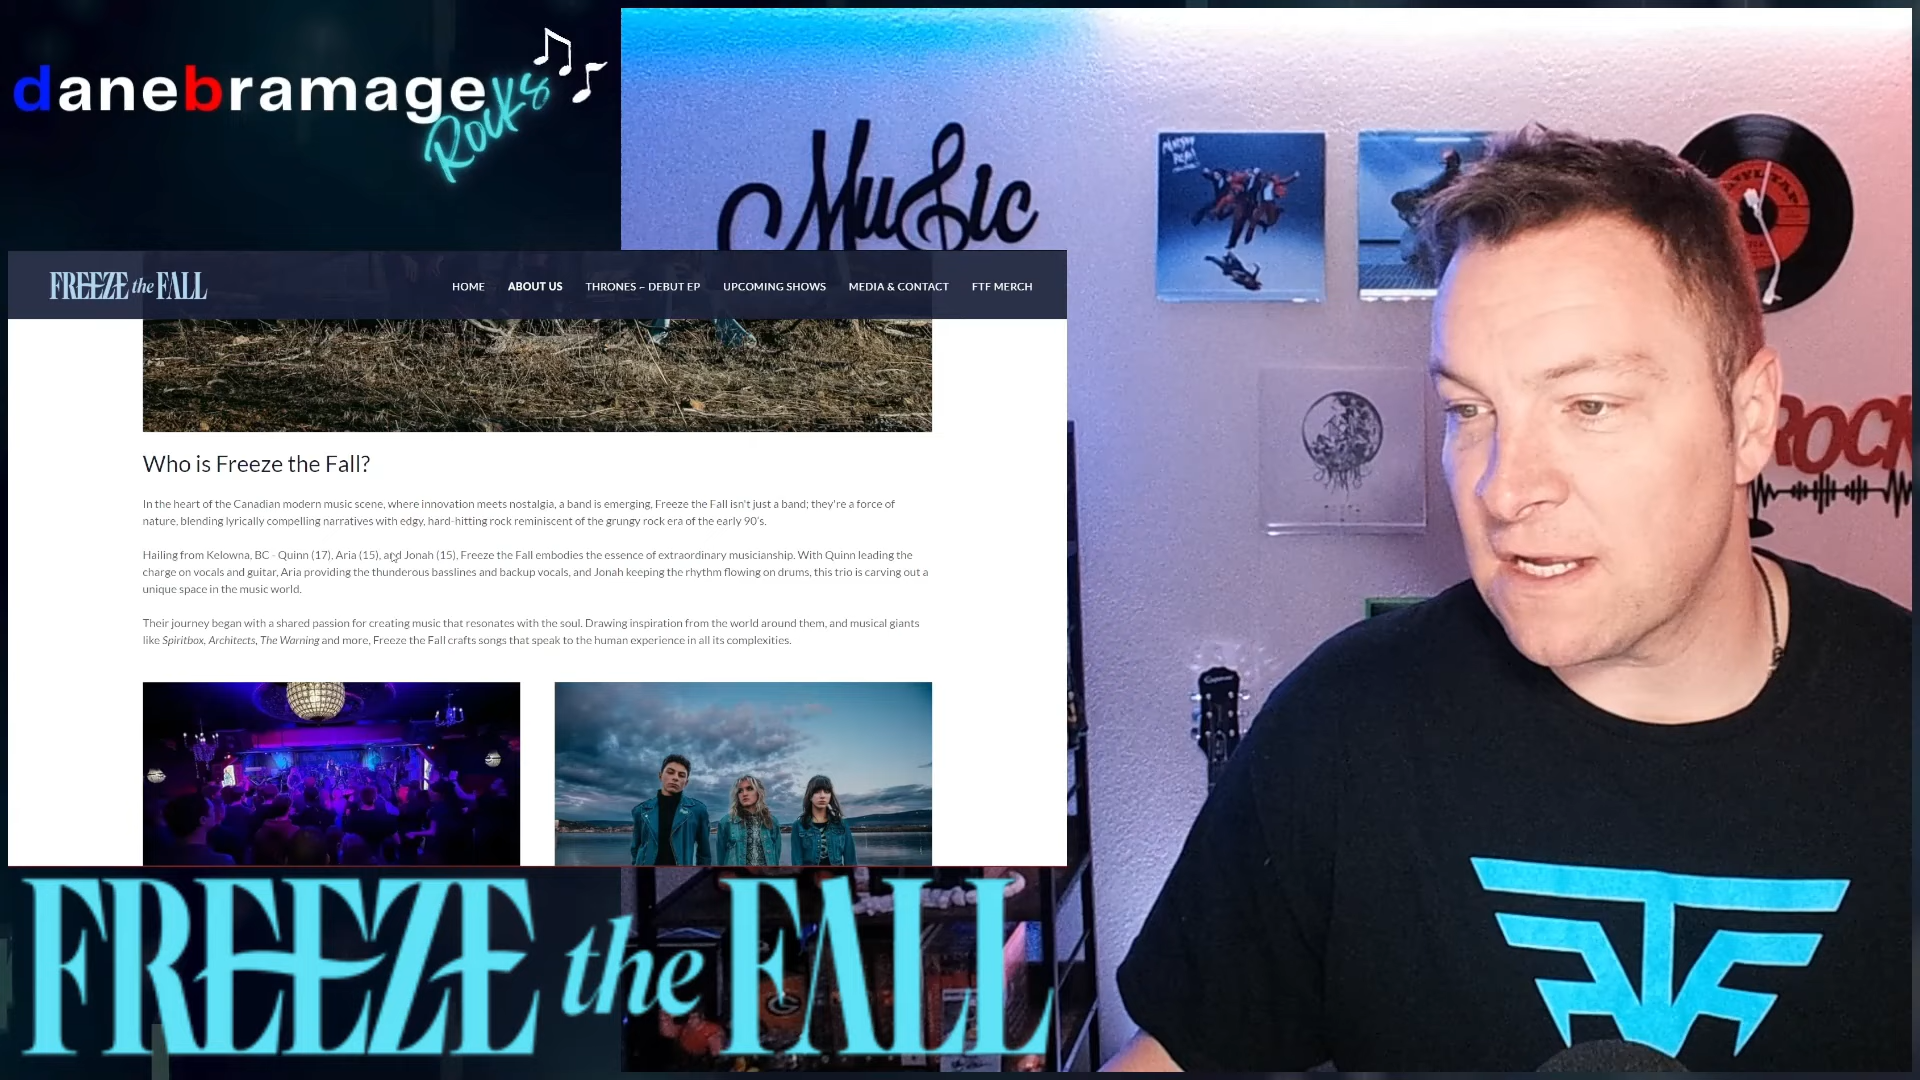 danebramage
Rocks
Music
FREEZE the FALL
HOME ABOUT US THRONES – DEBUT EP UPCOMING SHOWS MEDIA & CONTACT FTF MERCH
Who is Freeze the Fall?
In the heart of the Canadian modern music scene, where innovation meets nostalgia, a band is emerging, Freeze the Fall isn't just a band; they're a force of
nature, blending lyrically compelling narratives with edgy, hard-hitting rock reminiscent of the grungy rock era of the early 90's.
Hailing from Kelowna, BC - Quinn (17), Aria (15), and Jonah (15), Freeze the Fall embodies the essence of extraordinary musicianship. With Quinn leading the
charge on vocals and guitar, Aria providing the thunderous basslines and backup vocals, and Jonah keeping the rhythm flowing on drums, this trio is carving out a
unique space in the music world.
Their journey began with a shared passion for creating music that resonates with the soul. Drawing inspiration from the world around them, and musical giants
like Spiritbox, Architects, The Warning and more, Freeze the Fall crafts songs that speak to the human experience in all its complexities.
ROCK
FTF
FREEZE the FALL